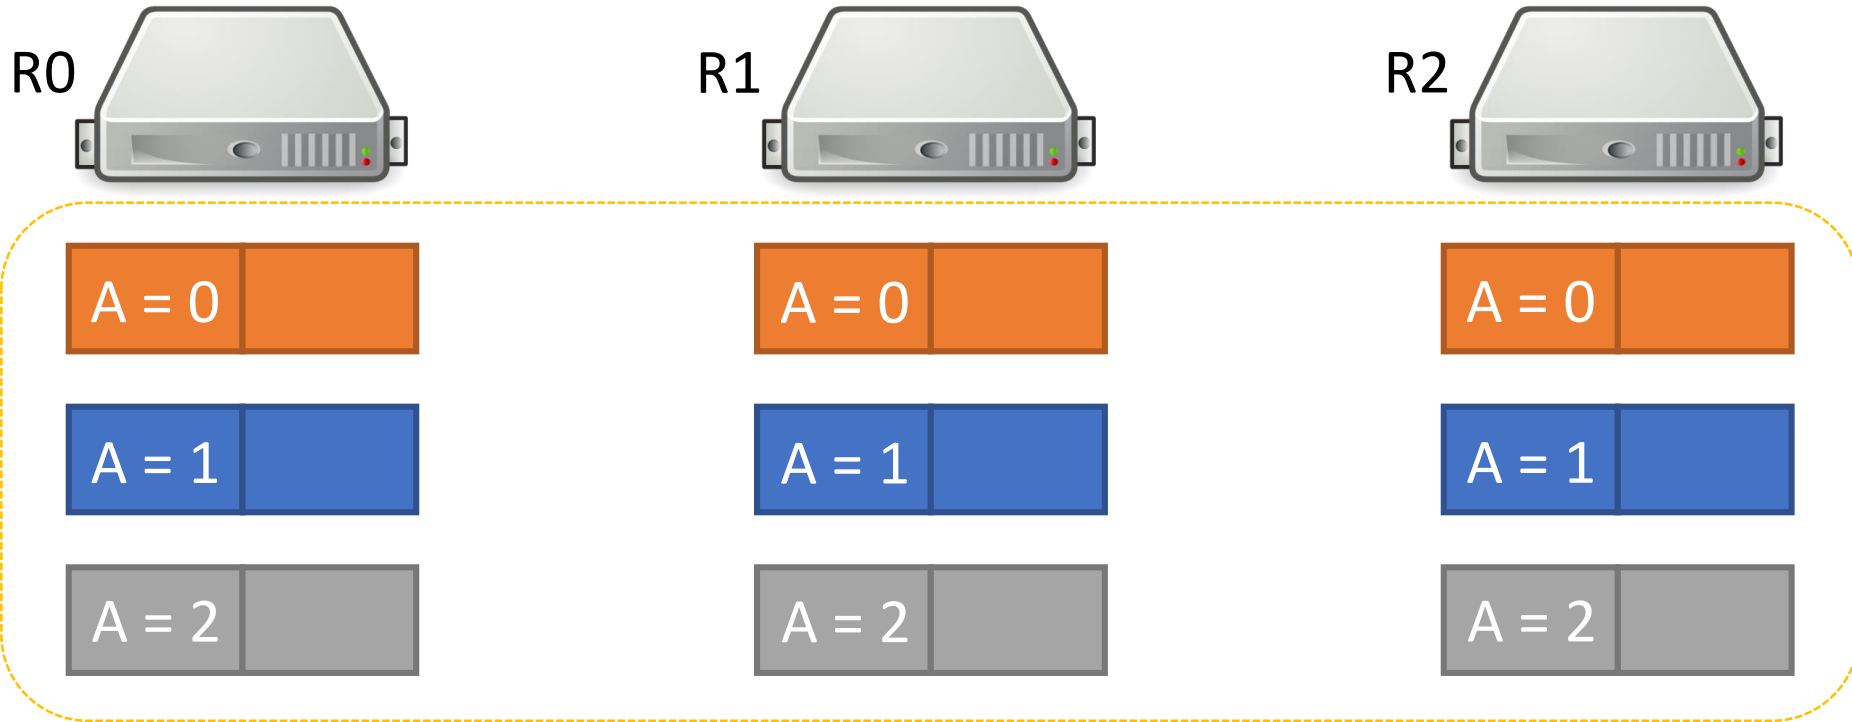 R0 R1 R2
A = 0 A = 0 A = 0
A = 1 A = 1 A = 1
A = 2 A = 2 A = 2